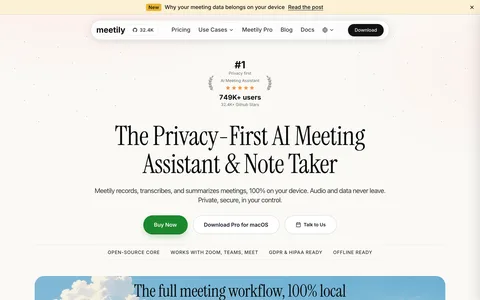 New Why your meeting data belongs on your device Read the post ×
meetily 32.4K Pricing Use Cases Meetily Pro Blog Docs Download
#1
Privacy first
AI Meeting Assistant
749K+ users
32.4K+ Github Stars
The Privacy-First AI Meeting
Assistant & Note Taker
Meetily records, transcribes, and summarizes meetings, 100% on your device. Audio and data never leave.
Private, secure, in your control.
Buy Now Download Pro for macOS Talk to Us
OPEN-SOURCE CORE WORKS WITH ZOOM, TEAMS, MEET GDPR & HIPAA READY OFFLINE READY
The full meeting workflow, 100% local